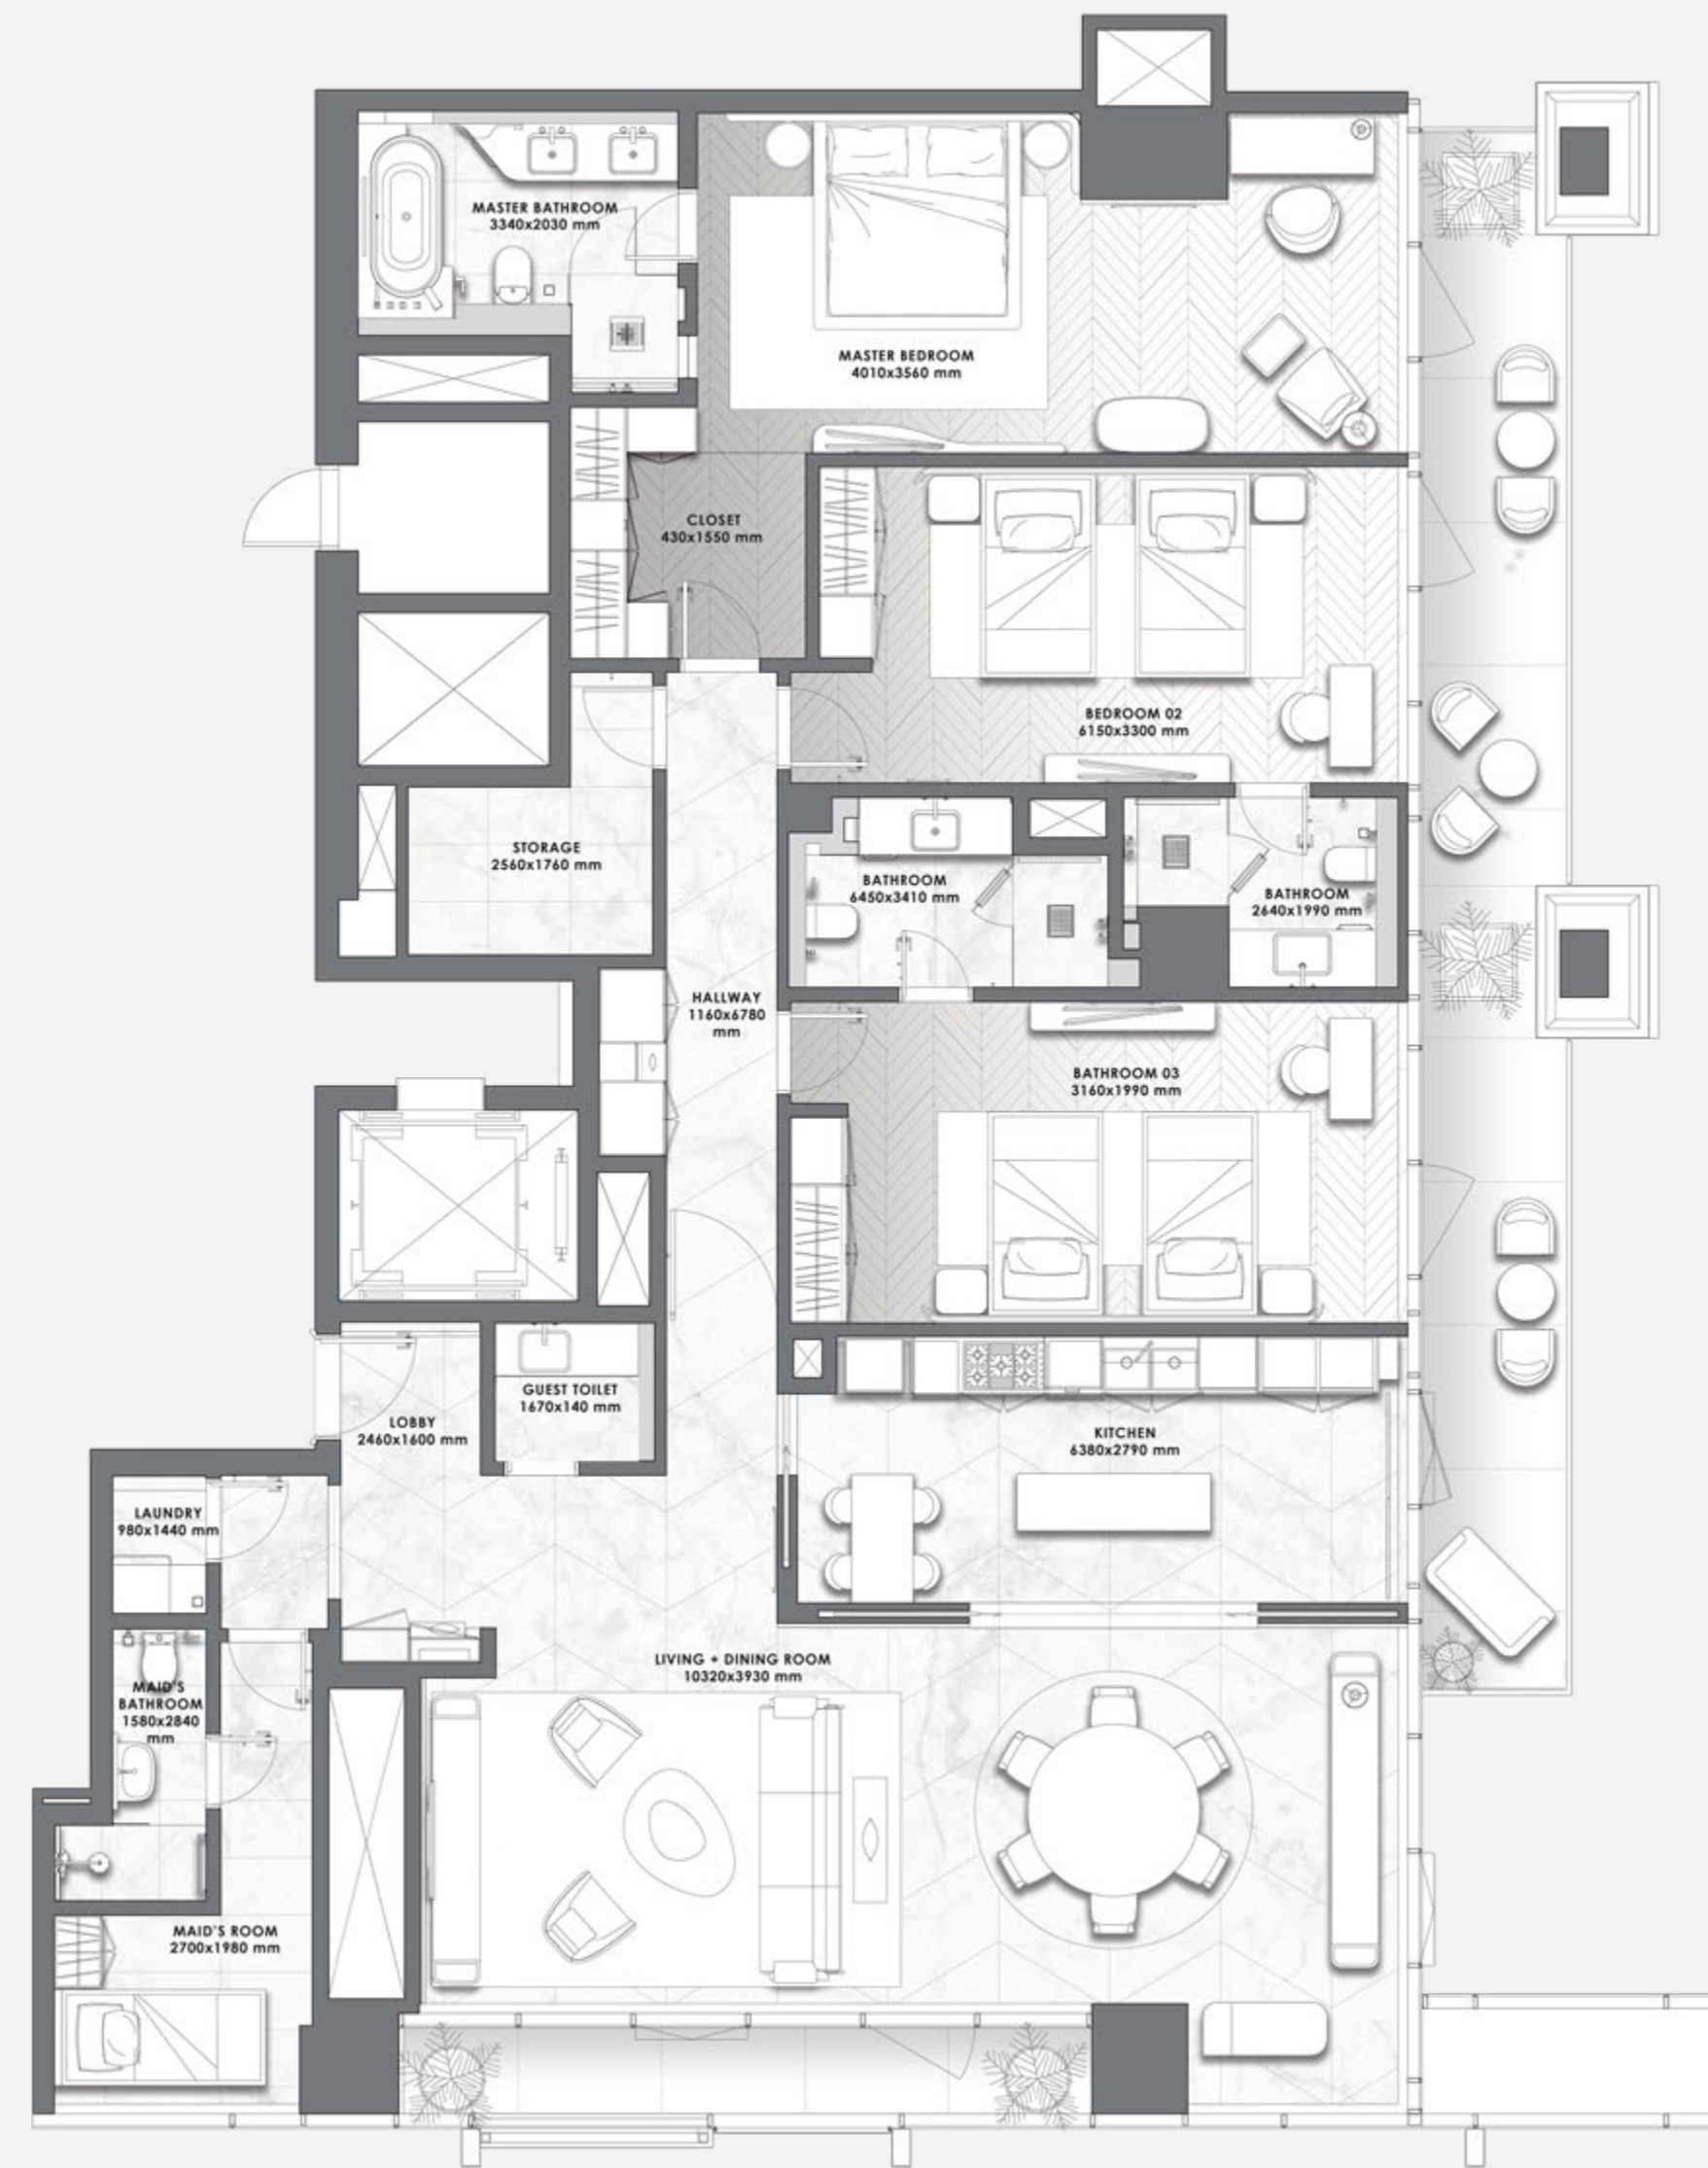 MASTER BATHROOM
3340x2030 mm
MASTER BEDROOM
4010x3560 mm
CLOSET
430x1550 mm
BEDROOM 02
6150x3300 mm
STORAGE
2560x1760 mm
BATHROOM
6450x3410 mm
BATHROOM
2640x1990 mm
HALLWAY
1160x6780
mm
BATHROOM 03
3160x1990 mm
GUEST TOILET
1670x140 mm
LOBBY
2460x1600 mm
KITCHEN
6380x2790 mm
LAUNDRY
980x1440 mm
LIVING + DINING ROOM
10320x3930 mm
MAID'S
BATHROOM
1580x2840
mm
MAID'S ROOM
2700x1980 mm